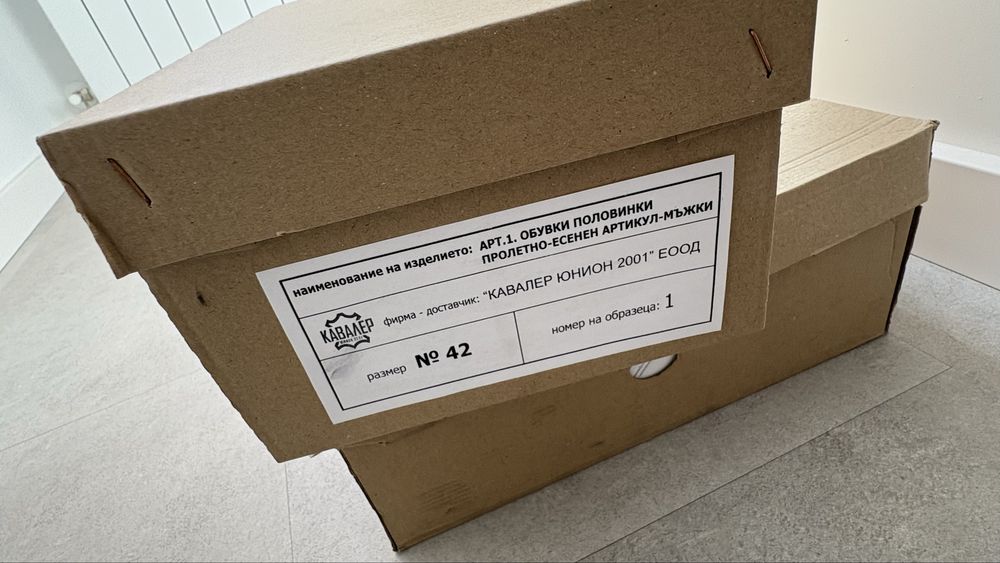 наименование на изделието: АРТ.1. ОБУВКИ ПОЛОВИНКИ
ПРОЛЕТНО-ЕСЕНЕН АРТИКУЛ-МЪЖКИ
КАВАЛЕР
фирма - доставчик: "КАВАЛЕР ЮНИОН 2001" ЕООД
размер № 42
номер на образеца: 1